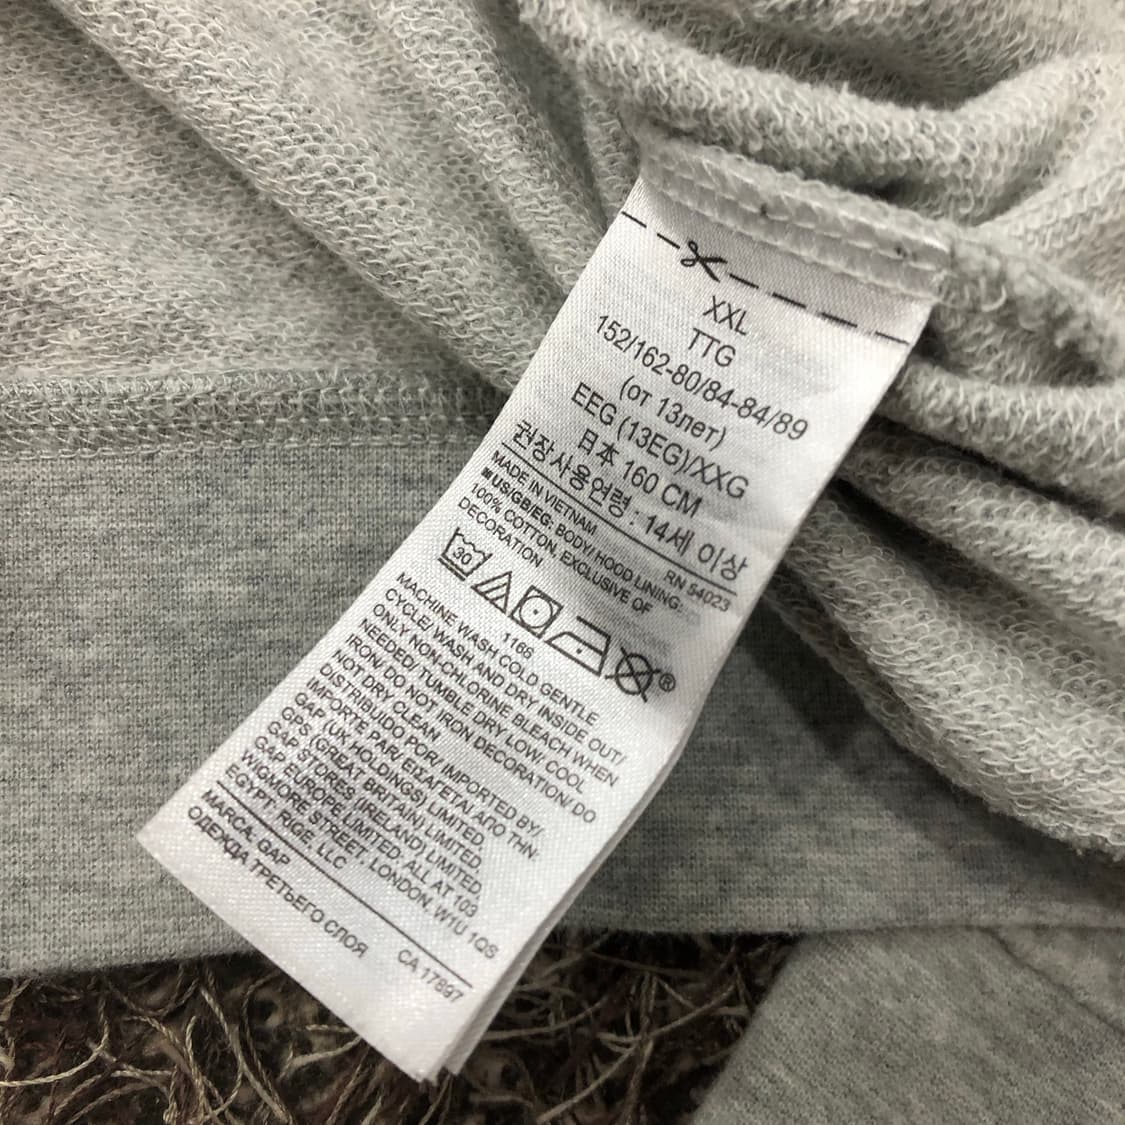 XXL
TTG
152/162-80/84-84/89
(от 13лет)
EEG (13EG)/XXG
日本 160 CM
권장사용연령: 14세 이상
MADE IN VIETNAM RN 54023
US/GB/EG: BODY/ HOOD LINING:
100% COTTON. EXCLUSIVE OF
DECORATION
30
1166
®
MACHINE WASH COLD GENTLE
CYCLE/ WASH AND DRY INSIDE OUT/
ONLY NON-CHLORINE BLEACH WHEN
NEEDED/ TUMBLE DRY LOW/ COOL
IRON/ DO NOT IRON DECORATION/ DO
NOT DRY CLEAN
DISTRIBUIDO POR/ IMPORTED BY/
IMPORTE PAR/ ΕΙΣΑΓΕΤΑΙ ΑΠΟ ΤΗΝ:
GAP (UK HOLDINGS) LIMITED,
GPS (GREAT BRITAIN) LIMITED,
GAP STORES (IRELAND) LIMITED,
GAP EUROPE LIMITED: ALL AT 103
WIGMORE STREET, LONDON, W1U 1QS
EGYPT: RIGE, LLC
MARCA: GAP
ОДЕЖДА ТРЕТЬЕГО СЛОЯ CA 17897